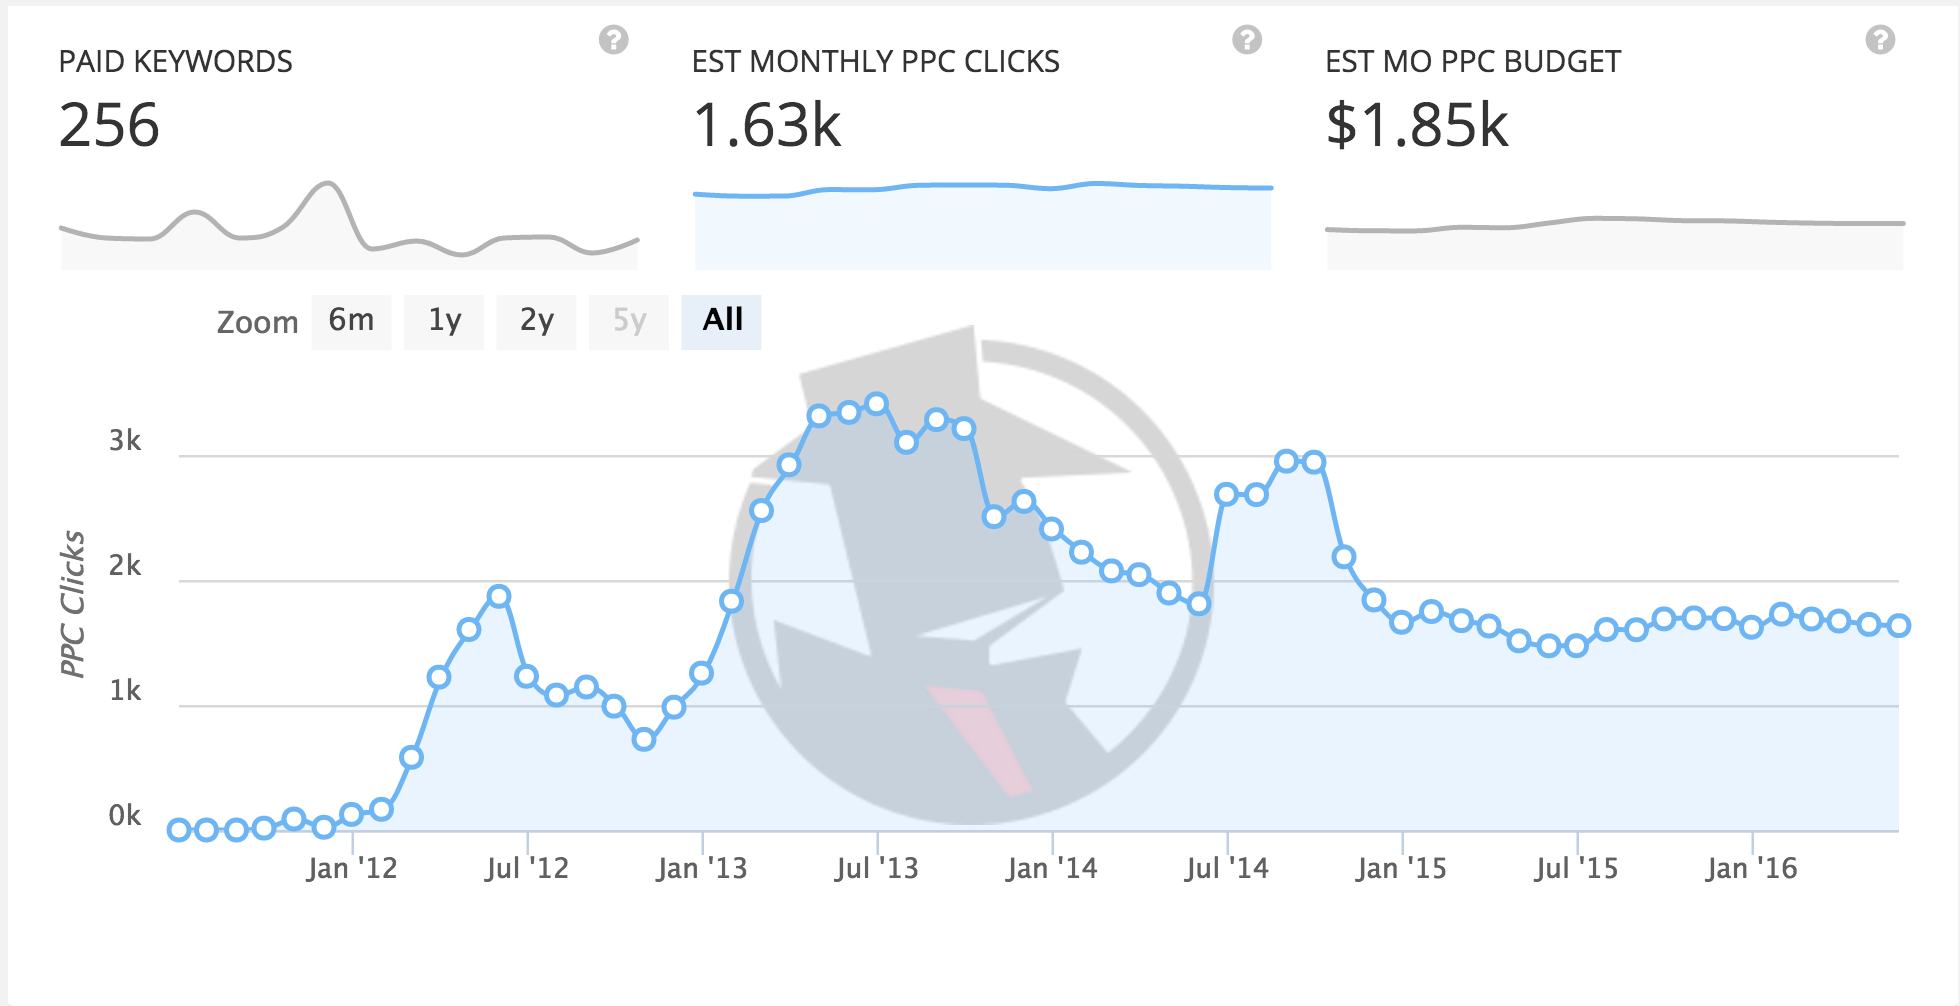 PAID KEYWORDS
256
EST MONTHLY PPC CLICKS
1.63k
EST MO PPC BUDGET
$1.85k
?
?
?
Zoom 6m 1y 2y 5y All
3k
2k
1k
0k
PPC Clicks
Jan '12 Jul '12 Jan '13 Jul '13 Jan '14 Jul '14 Jan '15 Jul '15 Jan '16